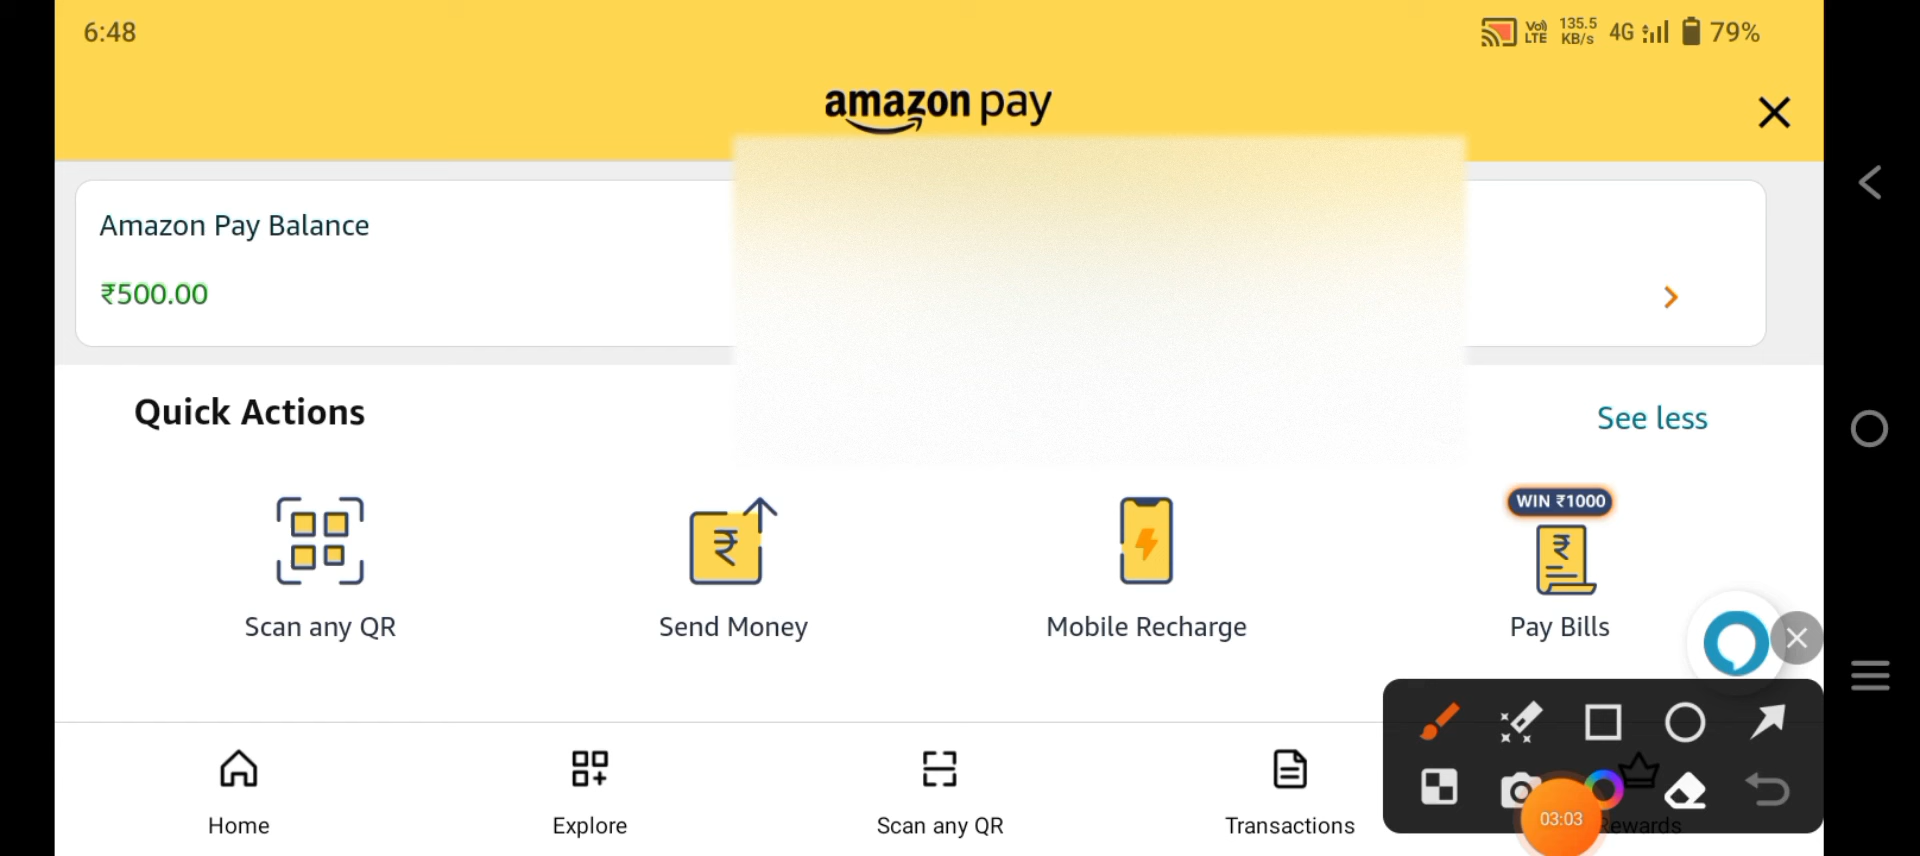 6:48
Vo)) LTE 135.5 KB/s 4G 79%
amazon pay
Amazon Pay Balance
₹500.00
Quick Actions
See less
WIN ₹1000
Scan any QR
Send Money
Mobile Recharge
Pay Bills
Home
Explore
Scan any QR
Transactions
Rewards
03:03